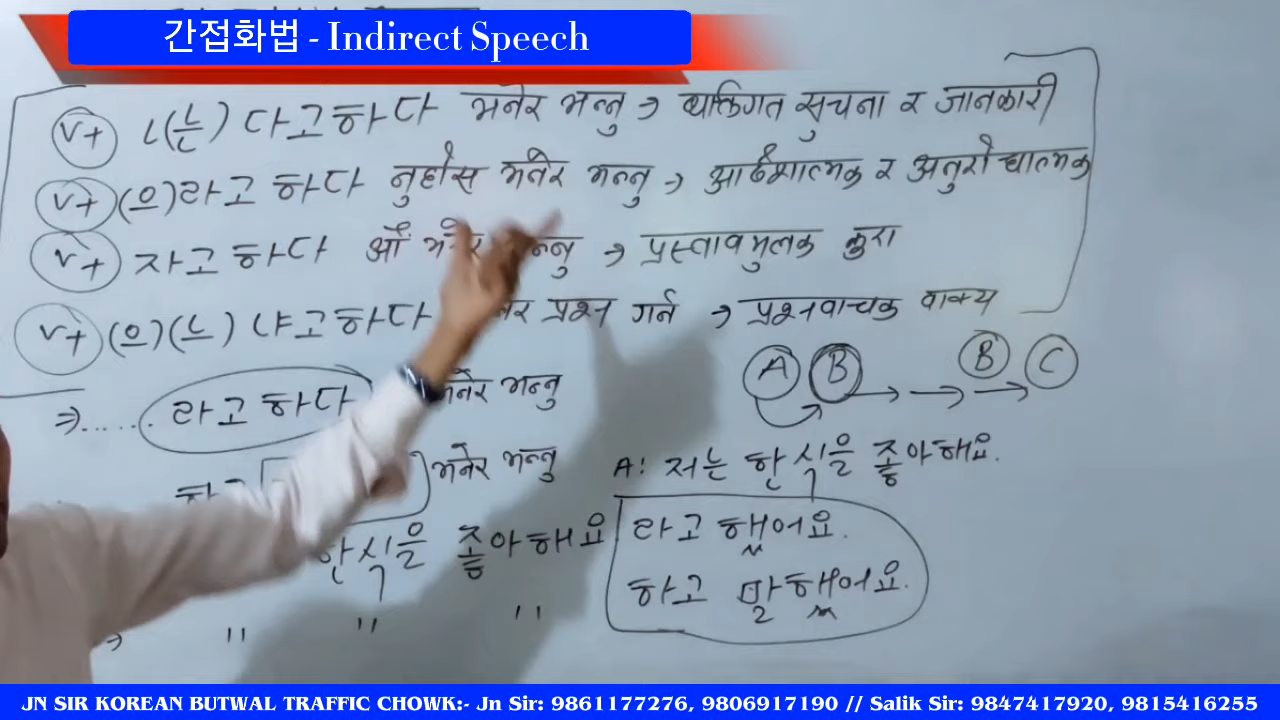 간접화법 - Indirect Speech
V+ ㄴ(는) 다고하다 भनेर भन्नु → ब्यक्तिगत सुचना र जानकारी
V+ (으)라고 하다 नुहोस भनेर भन्नु → आदेशात्मक र अनुरोधात्मक
V+ 자고 하다 औं भनेर भन्नु → प्रस्तावमुलक कुरा
V+ (으)(느) 냐고하다 प्रश्न गर्न → प्रश्नवाचक वाक्य
A B → → → B C
⇒...... 라고 하다 भनेर भन्नु
하고 भनेर भन्नु
A: 저는 한식을 좋아해요.
한식을 좋아해요 라고 했어요.
하고 말했어요.
⇒ " " "
JN SIR KOREAN BUTWAL TRAFFIC CHOWK:- Jn Sir: 9861177276, 9806917190 // Salik Sir: 9847417920, 9815416255